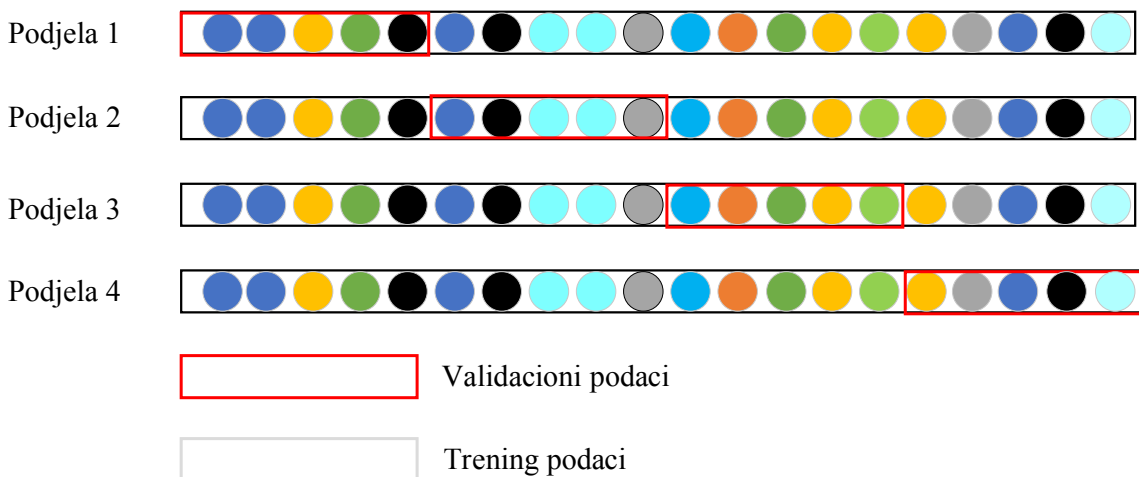 Podjela 1
Podjela 2
Podjela 3
Podjela 4
Validacioni podaci
Trening podaci